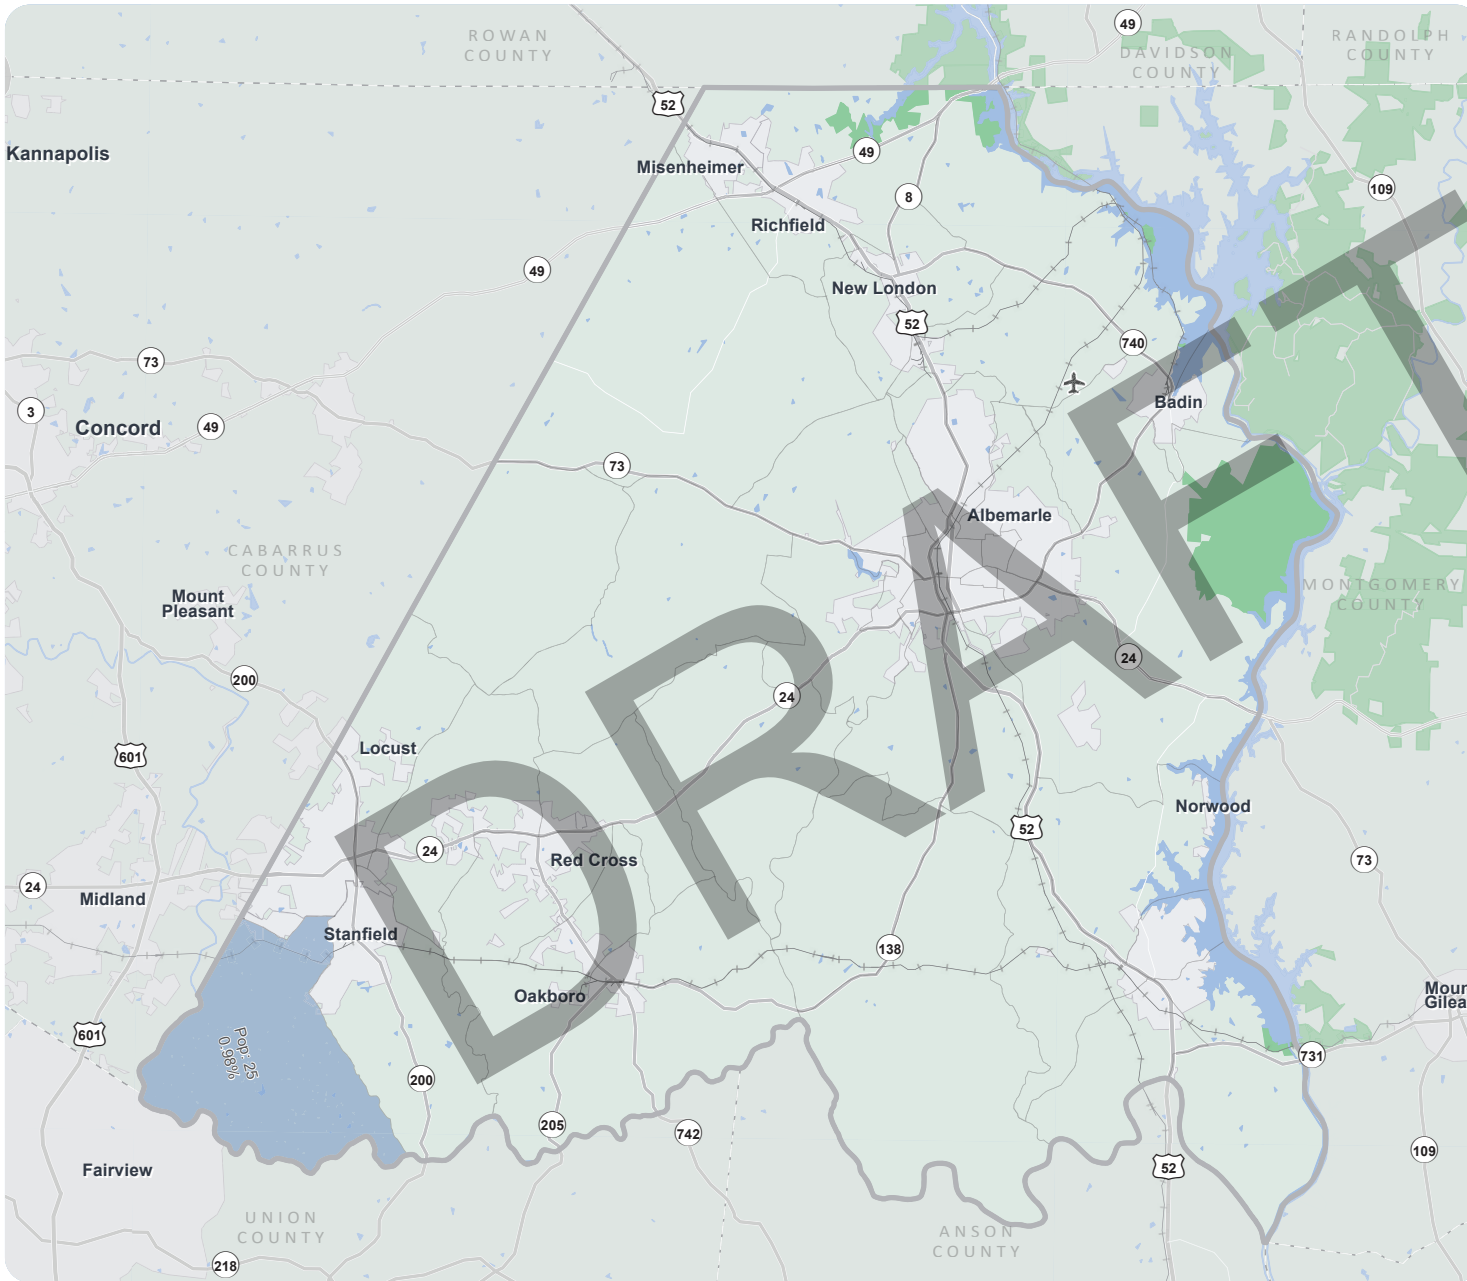 ROWAN
COUNTY
49
DAVIDSON
COUNTY
RANDOLPH
COUNTY
52
Kannapolis
49
Misenheimer
109
8
Richfield
49
New London
52
740
73
Badin
3
Concord
49
73
Albemarle
CABARRUS
COUNTY
MONTGOMERY
COUNTY
Mount
Pleasant
24
200
24
Locust
601
Norwood
52
24
Red Cross
73
24
Midland
Stanfield
138
Oakboro
Moun
Gilea
601
Pop: 25
0.98%
731
200
205
742
109
Fairview
52
UNION
COUNTY
ANSON
COUNTY
218
DRAFT